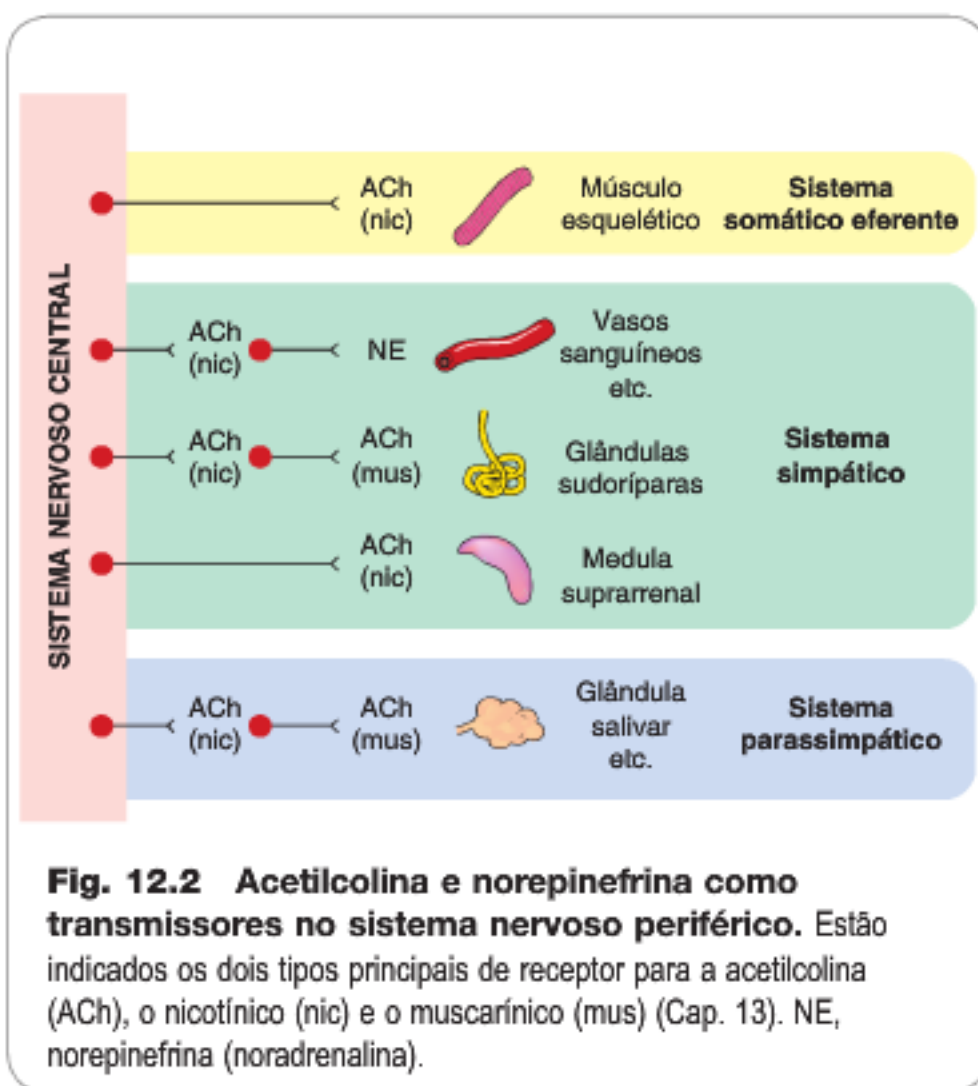 SISTEMA NERVOSO CENTRAL
ACh
(nic)
Músculo
esquelético
Sistema
somático eferente
ACh
(nic)
NE
Vasos
sanguíneos
etc.
ACh
(nic)
ACh
(mus)
Glândulas
sudoríparas
Sistema
simpático
ACh
(nic)
Medula
suprarrenal
ACh
(nic)
ACh
(mus)
Glândula
salivar
etc.
Sistema
parassimpático
Fig. 12.2 Acetilcolina e norepinefrina como
transmissores no sistema nervoso periférico. Estão
indicados os dois tipos principais de receptor para a acetilcolina
(ACh), o nicotínico (nic) e o muscarínico (mus) (Cap. 13). NE,
norepinefrina (noradrenalina).